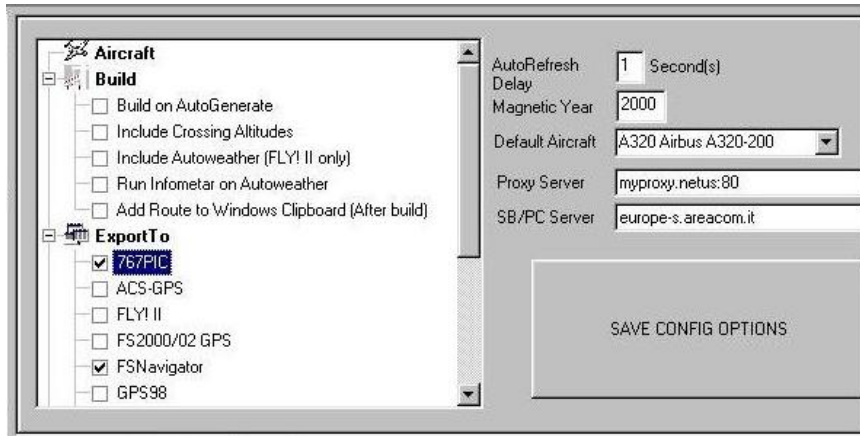 Aircraft
Build
Build on AutoGenerate
Include Crossing Altitudes
Include Autoweather (FLY! II only)
Run Infometar on Autoweather
Add Route to Windows Clipboard (After build)
ExportTo
767PIC
ACS-GPS
FLY! II
FS2000/02 GPS
FSNavigator
GPS98
AutoRefresh Delay 1 Second(s)
Magnetic Year 2000
Default Aircraft A320 Airbus A320-200
Proxy Server myproxy.netus:80
SB/PC Server europe-s.areacom.it
SAVE CONFIG OPTIONS